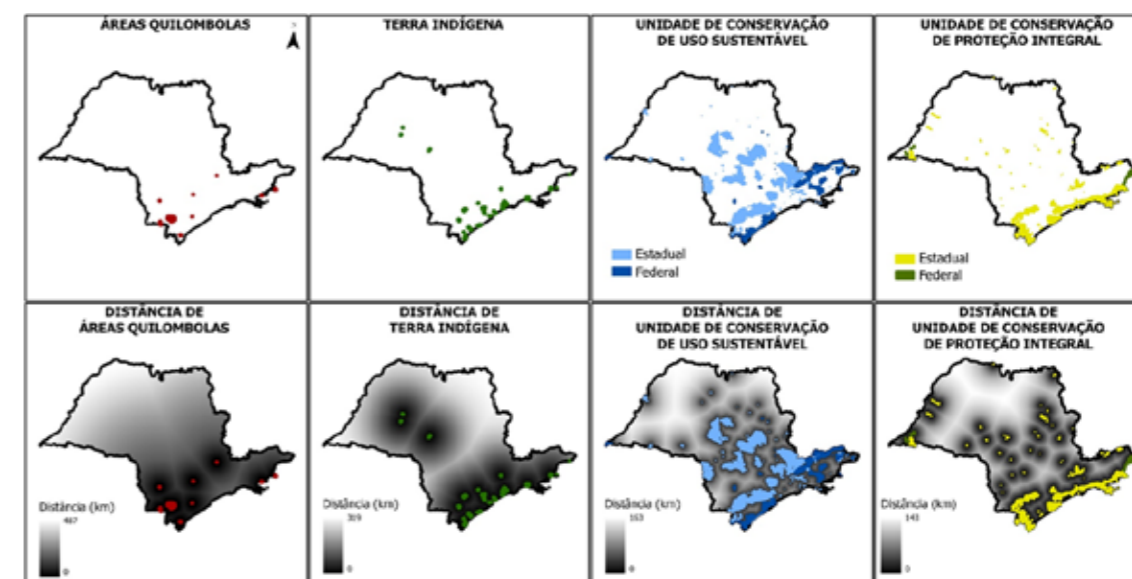 ÁREAS QUILOMBOLAS
TERRA INDÍGENA
UNIDADE DE CONSERVAÇÃO
DE USO SUSTENTÁVEL
Estadual
Federal
UNIDADE DE CONSERVAÇÃO
DE PROTEÇÃO INTEGRAL
Estadual
Federal
DISTÂNCIA DE
ÁREAS QUILOMBOLAS
Distância (km)
487
0
DISTÂNCIA DE
TERRA INDÍGENA
Distância (km)
319
0
DISTÂNCIA DE
UNIDADE DE CONSERVAÇÃO
DE USO SUSTENTÁVEL
Distância (km)
163
0
DISTÂNCIA DE
UNIDADE DE CONSERVAÇÃO
DE PROTEÇÃO INTEGRAL
Distância (km)
143
0